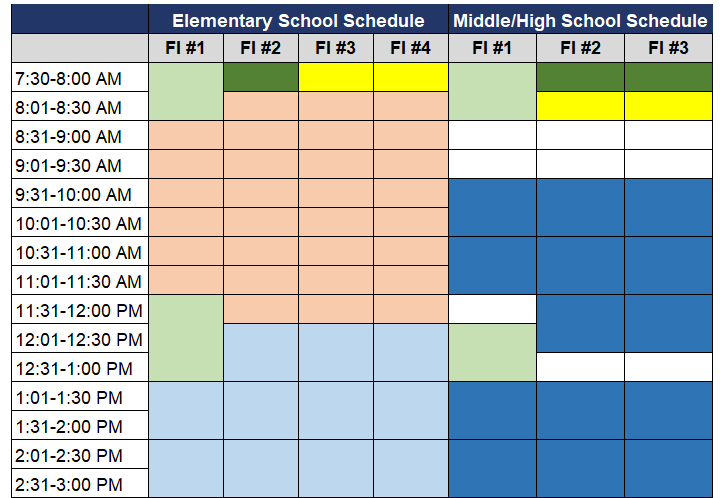 Elementary School Schedule Middle/High School Schedule
FI #1 FI #2 FI #3 FI #4 FI #1 FI #2 FI #3
7:30-8:00 AM
8:01-8:30 AM
8:31-9:00 AM
9:01-9:30 AM
9:31-10:00 AM
10:01-10:30 AM
10:31-11:00 AM
11:01-11:30 AM
11:31-12:00 PM
12:01-12:30 PM
12:31-1:00 PM
1:01-1:30 PM
1:31-2:00 PM
2:01-2:30 PM
2:31-3:00 PM